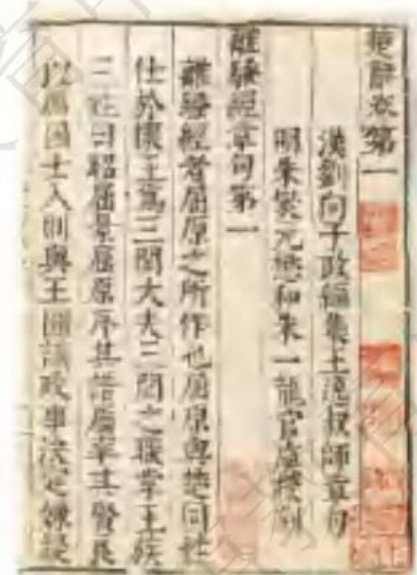 楚辭卷第一
漢劉向子政編集王逸叔師章句
明朱燮元懋和朱一龍官虞校刻
離騷經章句第一
離騷經者屈原之所作也屈原與楚同姓
仕於懷王為三閭大夫三閭之職掌王族
三姓曰昭屈景屈原序其譜屬率其賢良
以厲國士入則與王圖議政事決定嫌疑